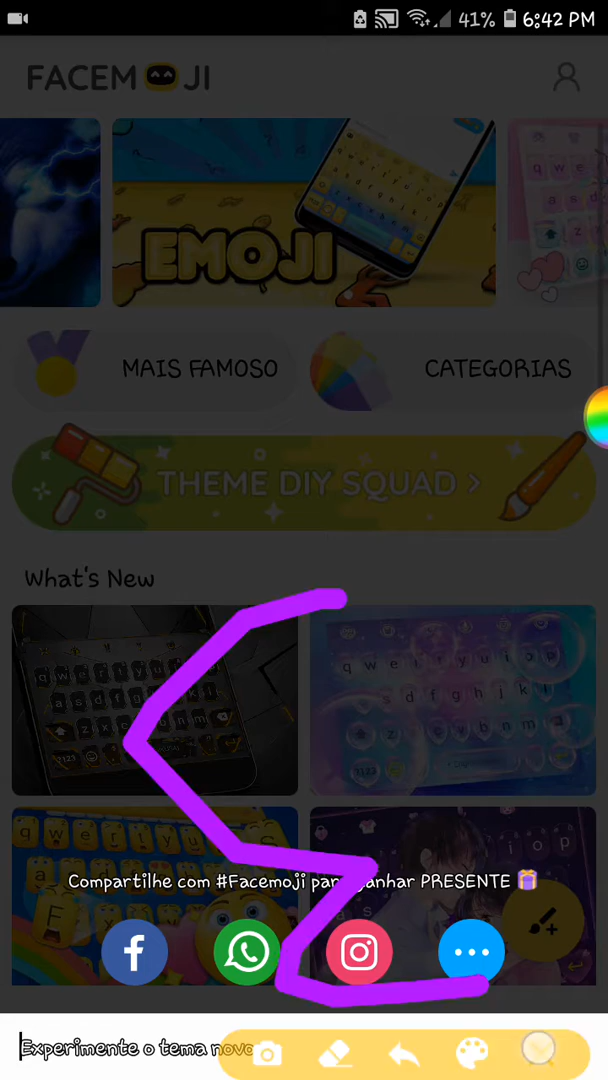 41% 6:42 PM
FACEMOJI
EMOJI
MAIS FAMOSO
CATEGORIAS
THEME DIY SQUAD >
What's New
Compartilhe com #Facemoji para ganhar PRESENTE 🎁
Experimente o tema novo